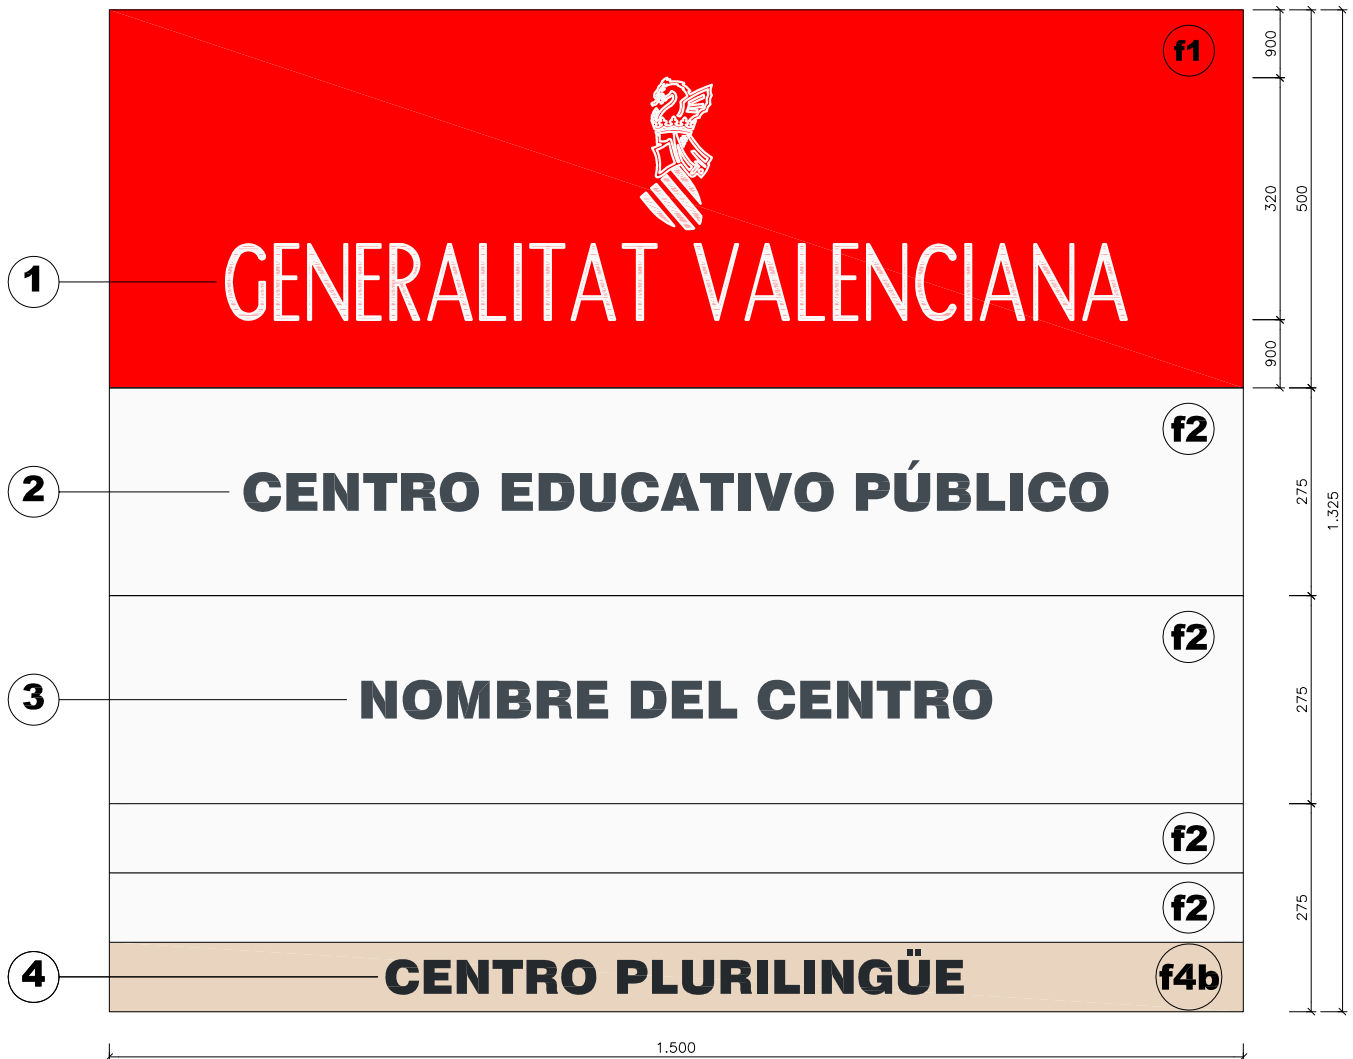 f1
900
320
500
GENERALITAT VALENCIANA
1
900
f2
2
CENTRO EDUCATIVO PÚBLICO
275
1.325
f2
3
NOMBRE DEL CENTRO
275
f2
f2
275
4
CENTRO PLURILINGÜE
f4b
1.500